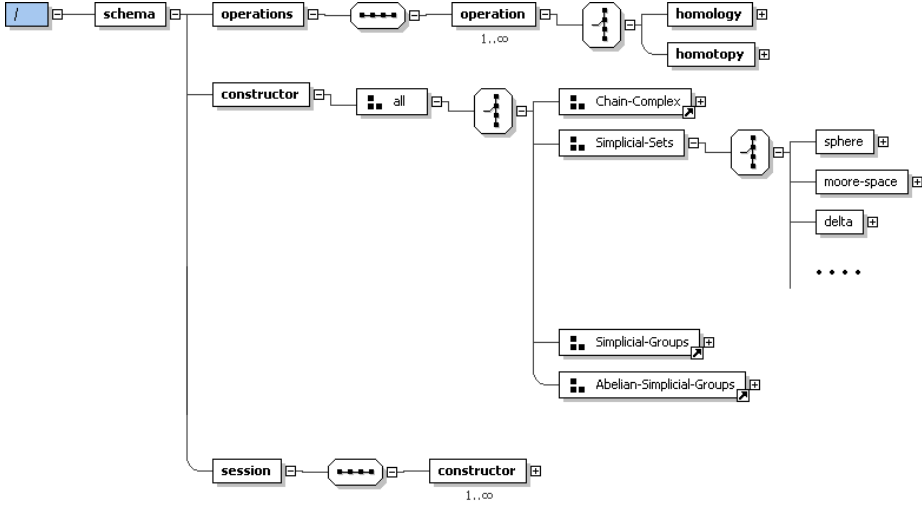 /
schema
operations
operation
1..∞
homology
homotopy
constructor
all
Chain-Complex
Simplicial-Sets
sphere
moore-space
delta
....
Simplicial-Groups
Abelian-Simplicial-Groups
session
constructor
1..∞